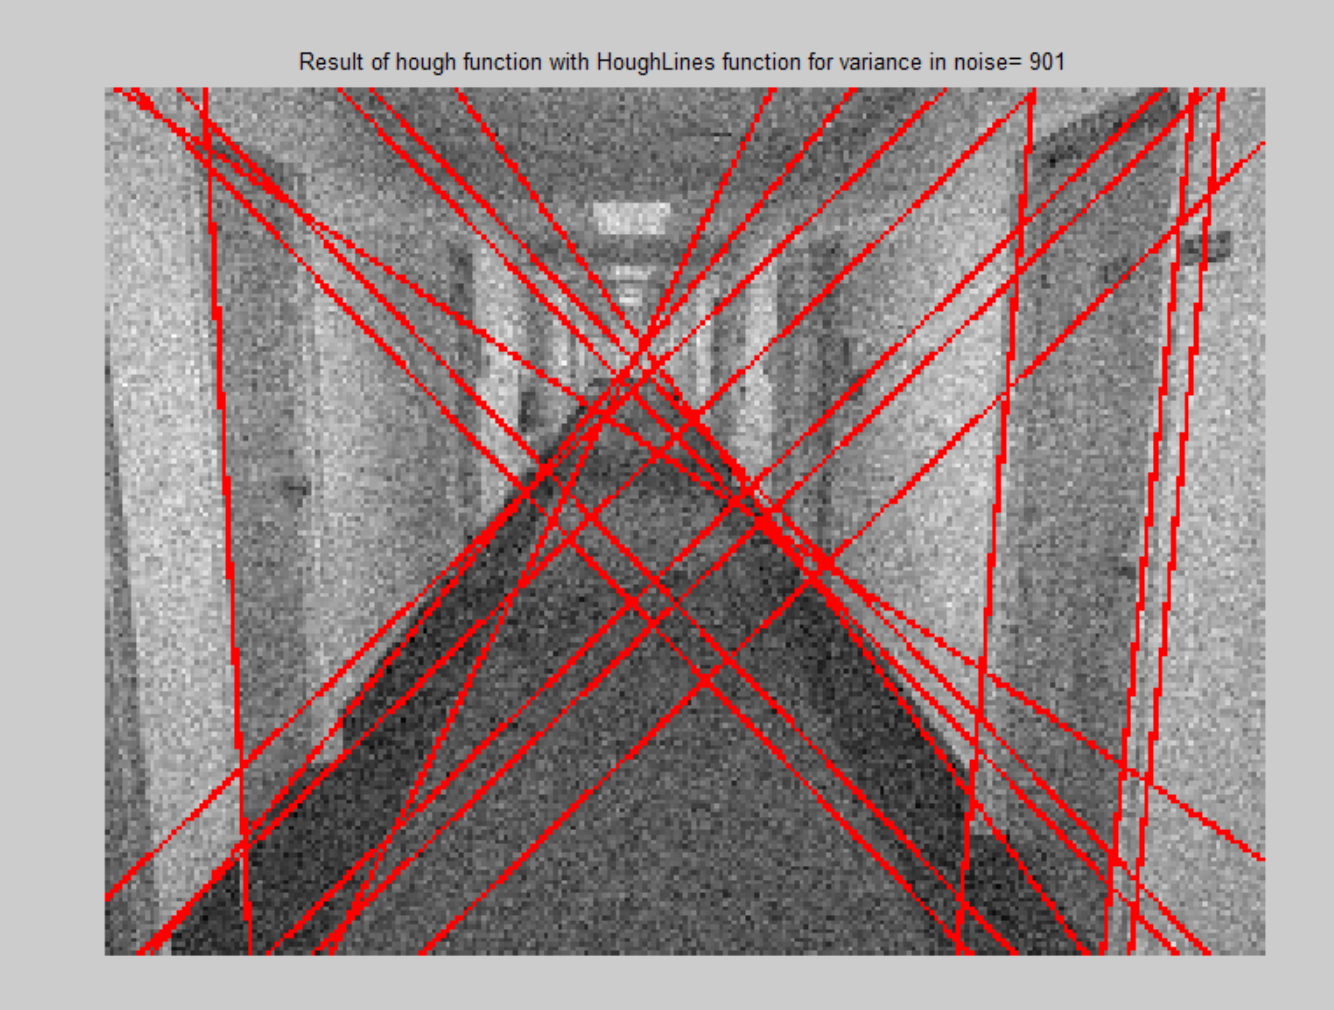 Result of hough function with HoughLines function for variance in noise= 901